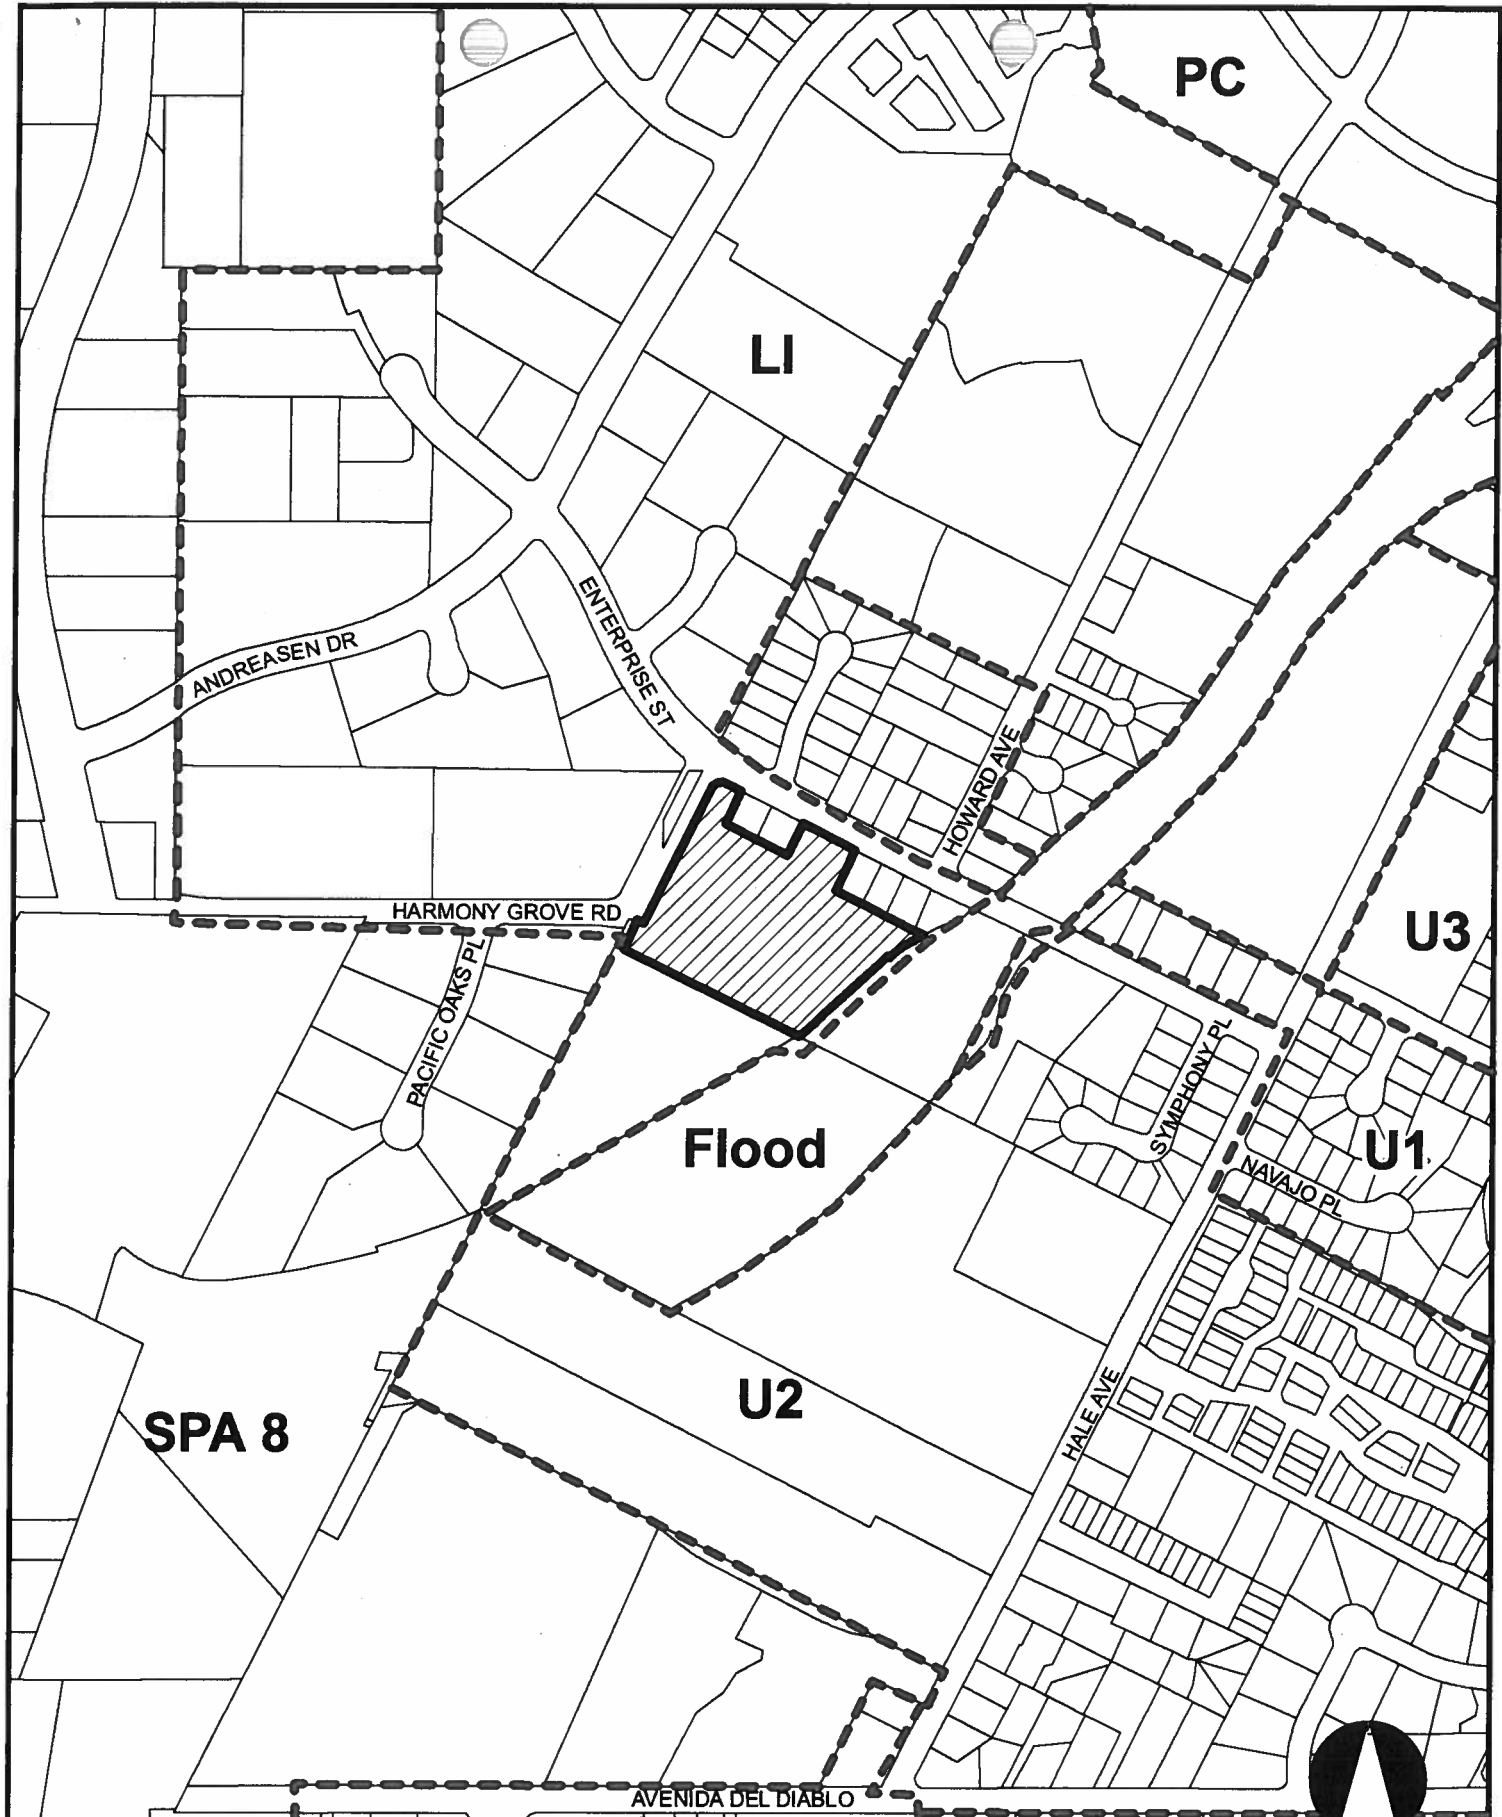 PC
LI
ENTERPRISE ST
ANDREASEN DR
HOWARD AVE
HARMONY GROVE RD
U3
PACIFIC OAKS PL
SYMPHONY PL
Flood
U1
NAVAJO PL
U2
HALE AVE
SPA 8
AVENIDA DEL DIABLO